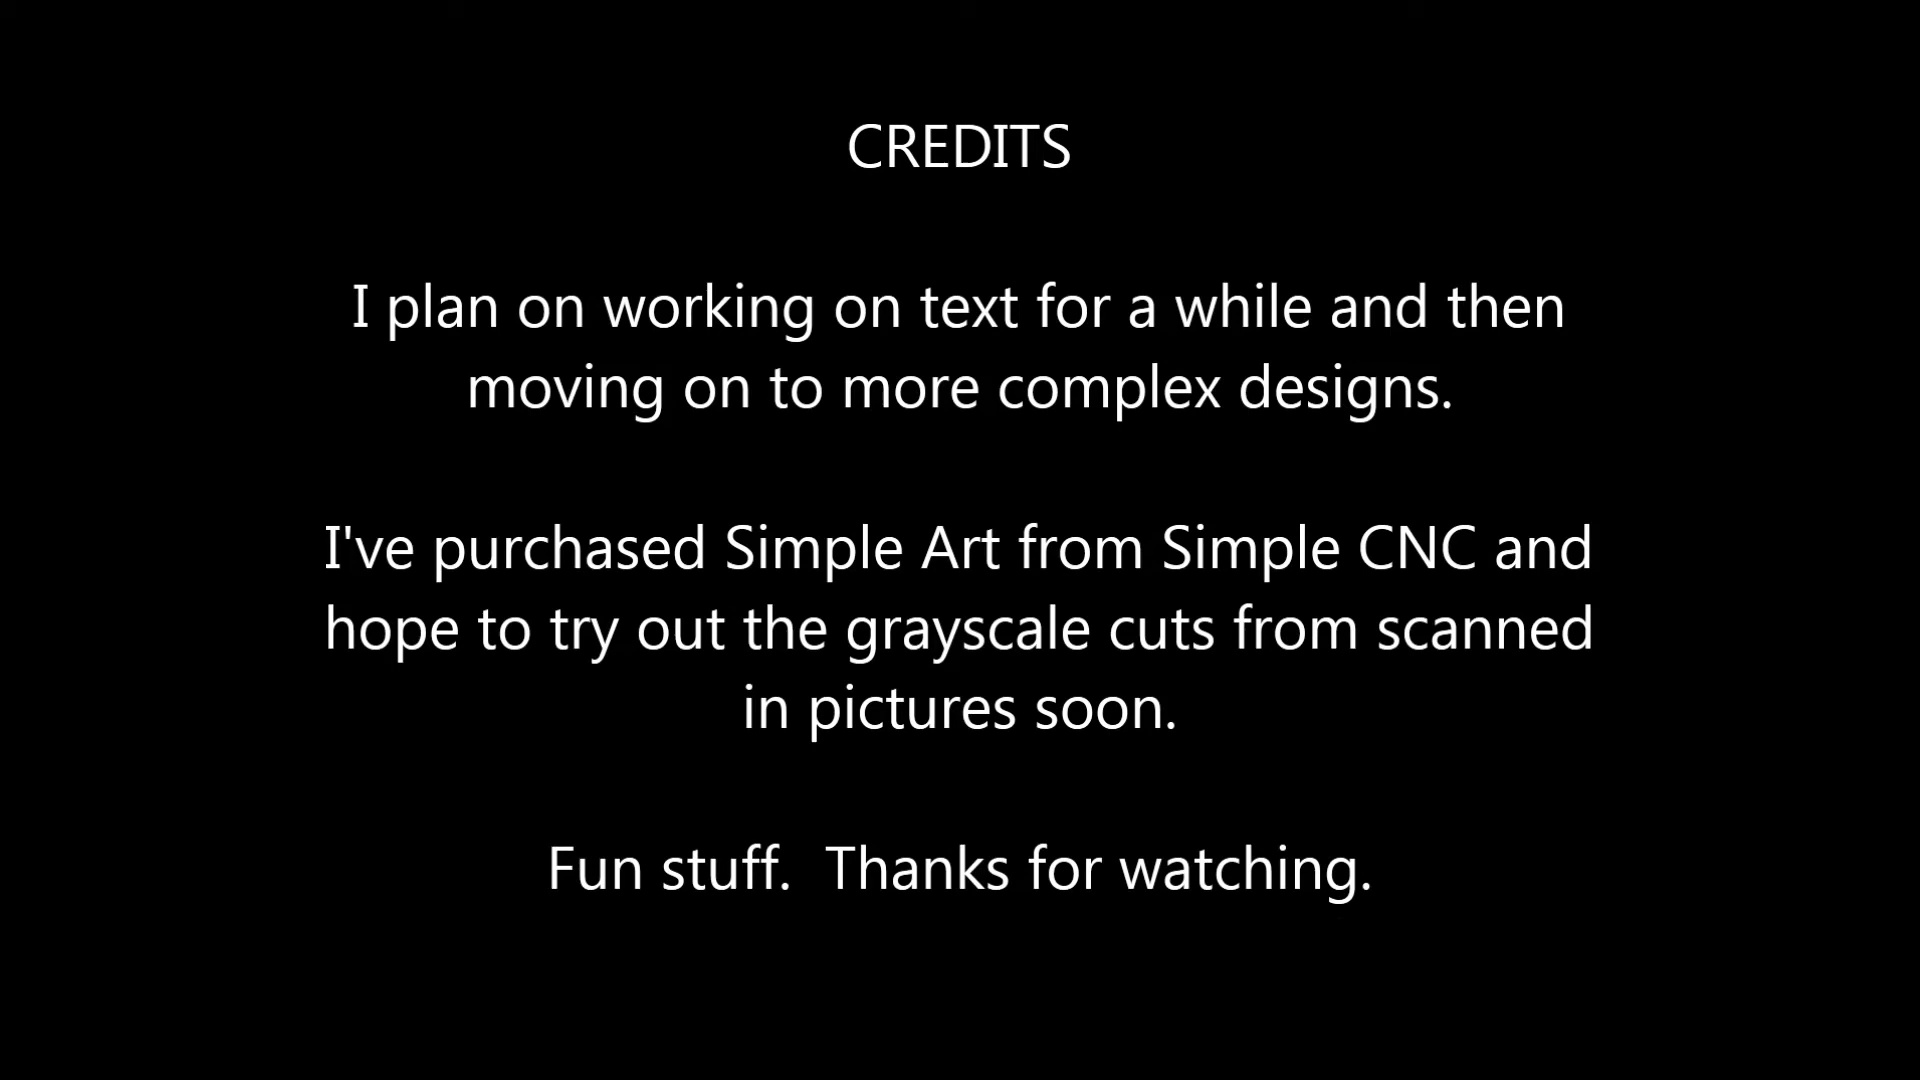 CREDITS
I plan on working on text for a while and then
moving on to more complex designs.
I've purchased Simple Art from Simple CNC and
hope to try out the grayscale cuts from scanned
in pictures soon.
Fun stuff.  Thanks for watching.